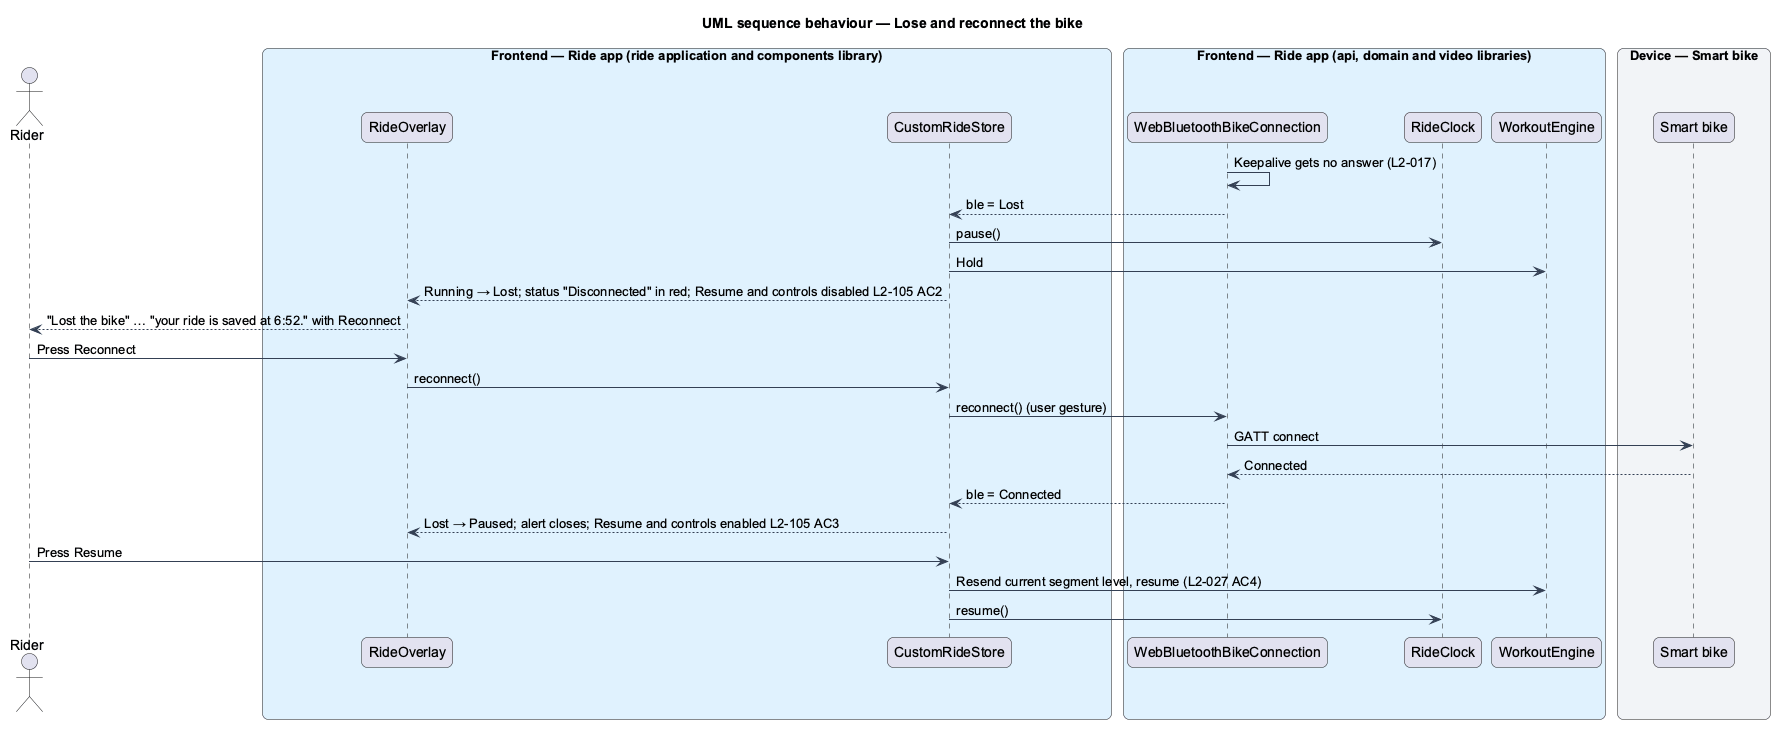 UML sequence behaviour — Lose and reconnect the bike
Frontend — Ride app (ride application and components library)
Frontend — Ride app (api, domain and video libraries)
Device — Smart bike
Rider
RideOverlay
CustomRideStore
WebBluetoothBikeConnection
RideClock
WorkoutEngine
Smart bike
Keepalive gets no answer (L2-017)
ble = Lost
pause()
Hold
Running → Lost; status "Disconnected" in red; Resume and controls disabled L2-105 AC2
"Lost the bike" … "your ride is saved at 6:52." with Reconnect
Press Reconnect
reconnect()
reconnect() (user gesture)
GATT connect
Connected
ble = Connected
Lost → Paused; alert closes; Resume and controls enabled L2-105 AC3
Press Resume
Resend current segment level, resume (L2-027 AC4)
resume()
Rider
RideOverlay
CustomRideStore
WebBluetoothBikeConnection
RideClock
WorkoutEngine
Smart bike